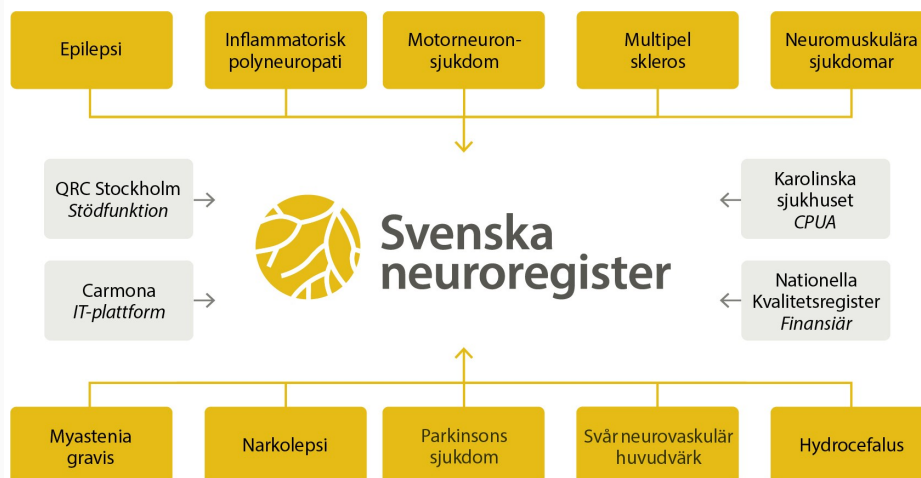 Epilepsi
Inflammatorisk
polyneuropati
Motorneuron-
sjukdom
Multipel
skleros
Neuromuskulära
sjukdomar
QRC Stockholm
Stödfunktion
Karolinska
sjukhuset
CPUA
Svenska
neuroregister
Carmona
IT-plattform
Nationella
Kvalitetsregister
Finansiär
Myastenia
gravis
Narkolepsi
Parkinsons
sjukdom
Svår neurovaskulär
huvudvärk
Hydrocefalus